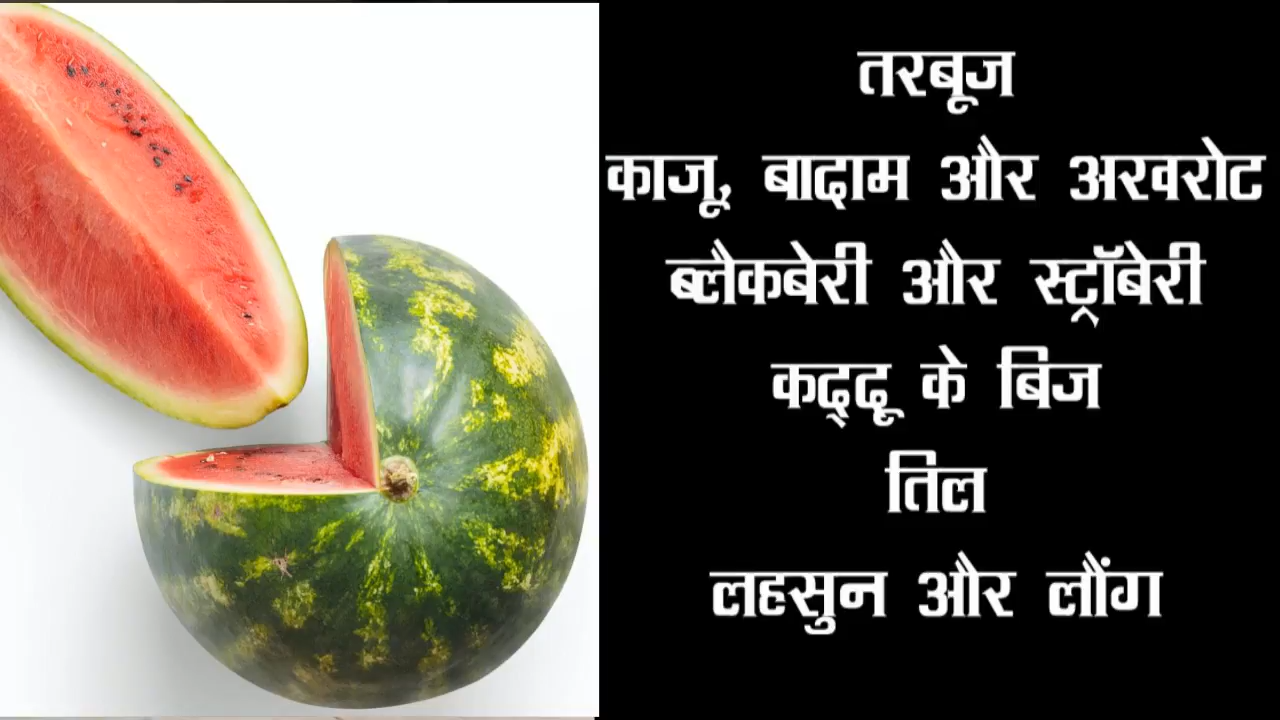 तरबूज
काजू, बादाम और अखरोट
ब्लैकबेरी और स्ट्रॉबेरी
कद्दू के बिज
तिल
लहसुन और लौंग